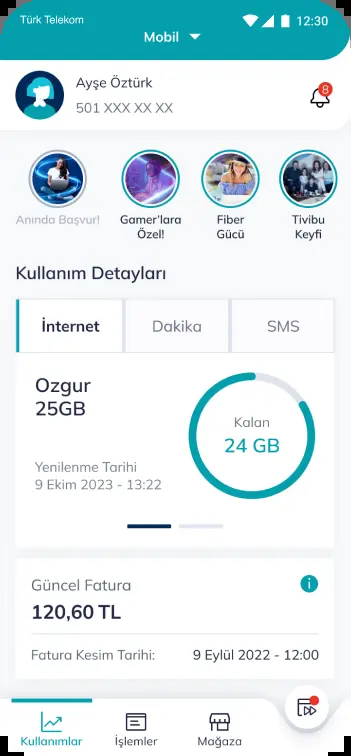 Türk Telekom
12:30
Mobil
Ayşe Öztürk
501 XXX XX XX
8
Anında Başvur!
Gamer'lara
Özel!
Fiber
Gücü
Tivibu
Keyfi
Kullanım Detayları
İnternet
Dakika
SMS
Ozgur
25GB
Kalan
24 GB
Yenilenme Tarihi
9 Ekim 2023 - 13:22
Güncel Fatura
120,60 TL
Fatura Kesim Tarihi:
9 Eylül 2022 - 12:00
Kullanımlar
İşlemler
Mağaza